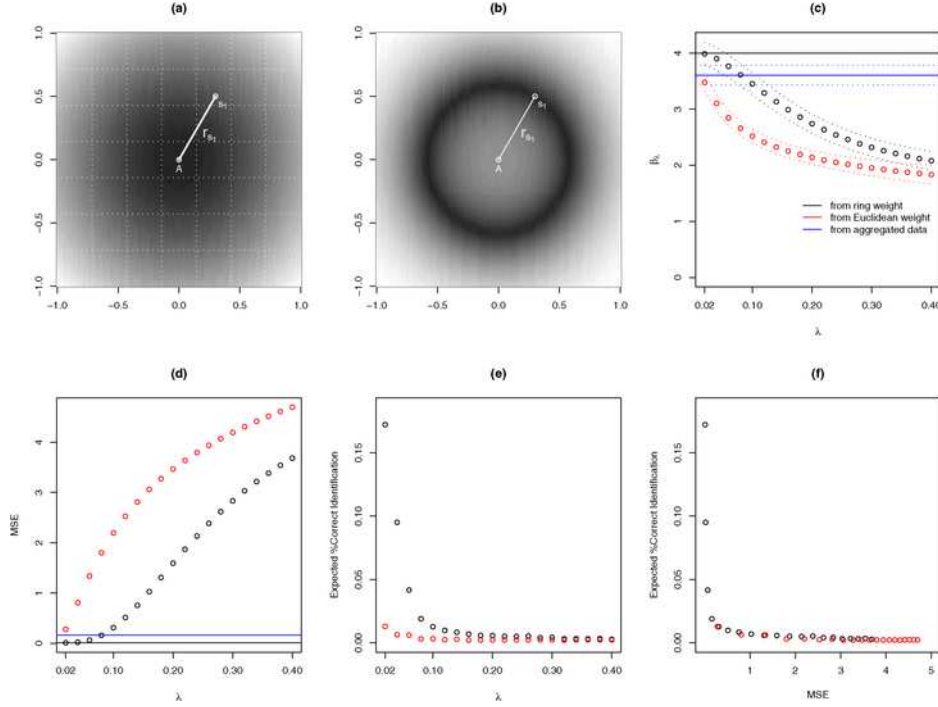 (a)
1.0
0.5
0.0
−0.5
−1.0
s₁
r_s₁
A
−1.0 −0.5 0.0 0.5 1.0
(b)
1.0
0.5
0.0
−0.5
−1.0
s₁
r_s₁
A
−1.0 −0.5 0.0 0.5 1.0
(c)
β_λ
4
3
2
1
0
from ring weight
from Euclidean weight
from aggregated data
0.02 0.10 0.20 0.30 0.40
λ
(d)
MSE
4
3
2
1
0
0.02 0.10 0.20 0.30 0.40
λ
(e)
Expected %Correct Identification
0.15
0.10
0.05
0.00
0.02 0.10 0.20 0.30 0.40
λ
(f)
Expected %Correct Identification
0.15
0.10
0.05
0.00
1 2 3 4 5
MSE